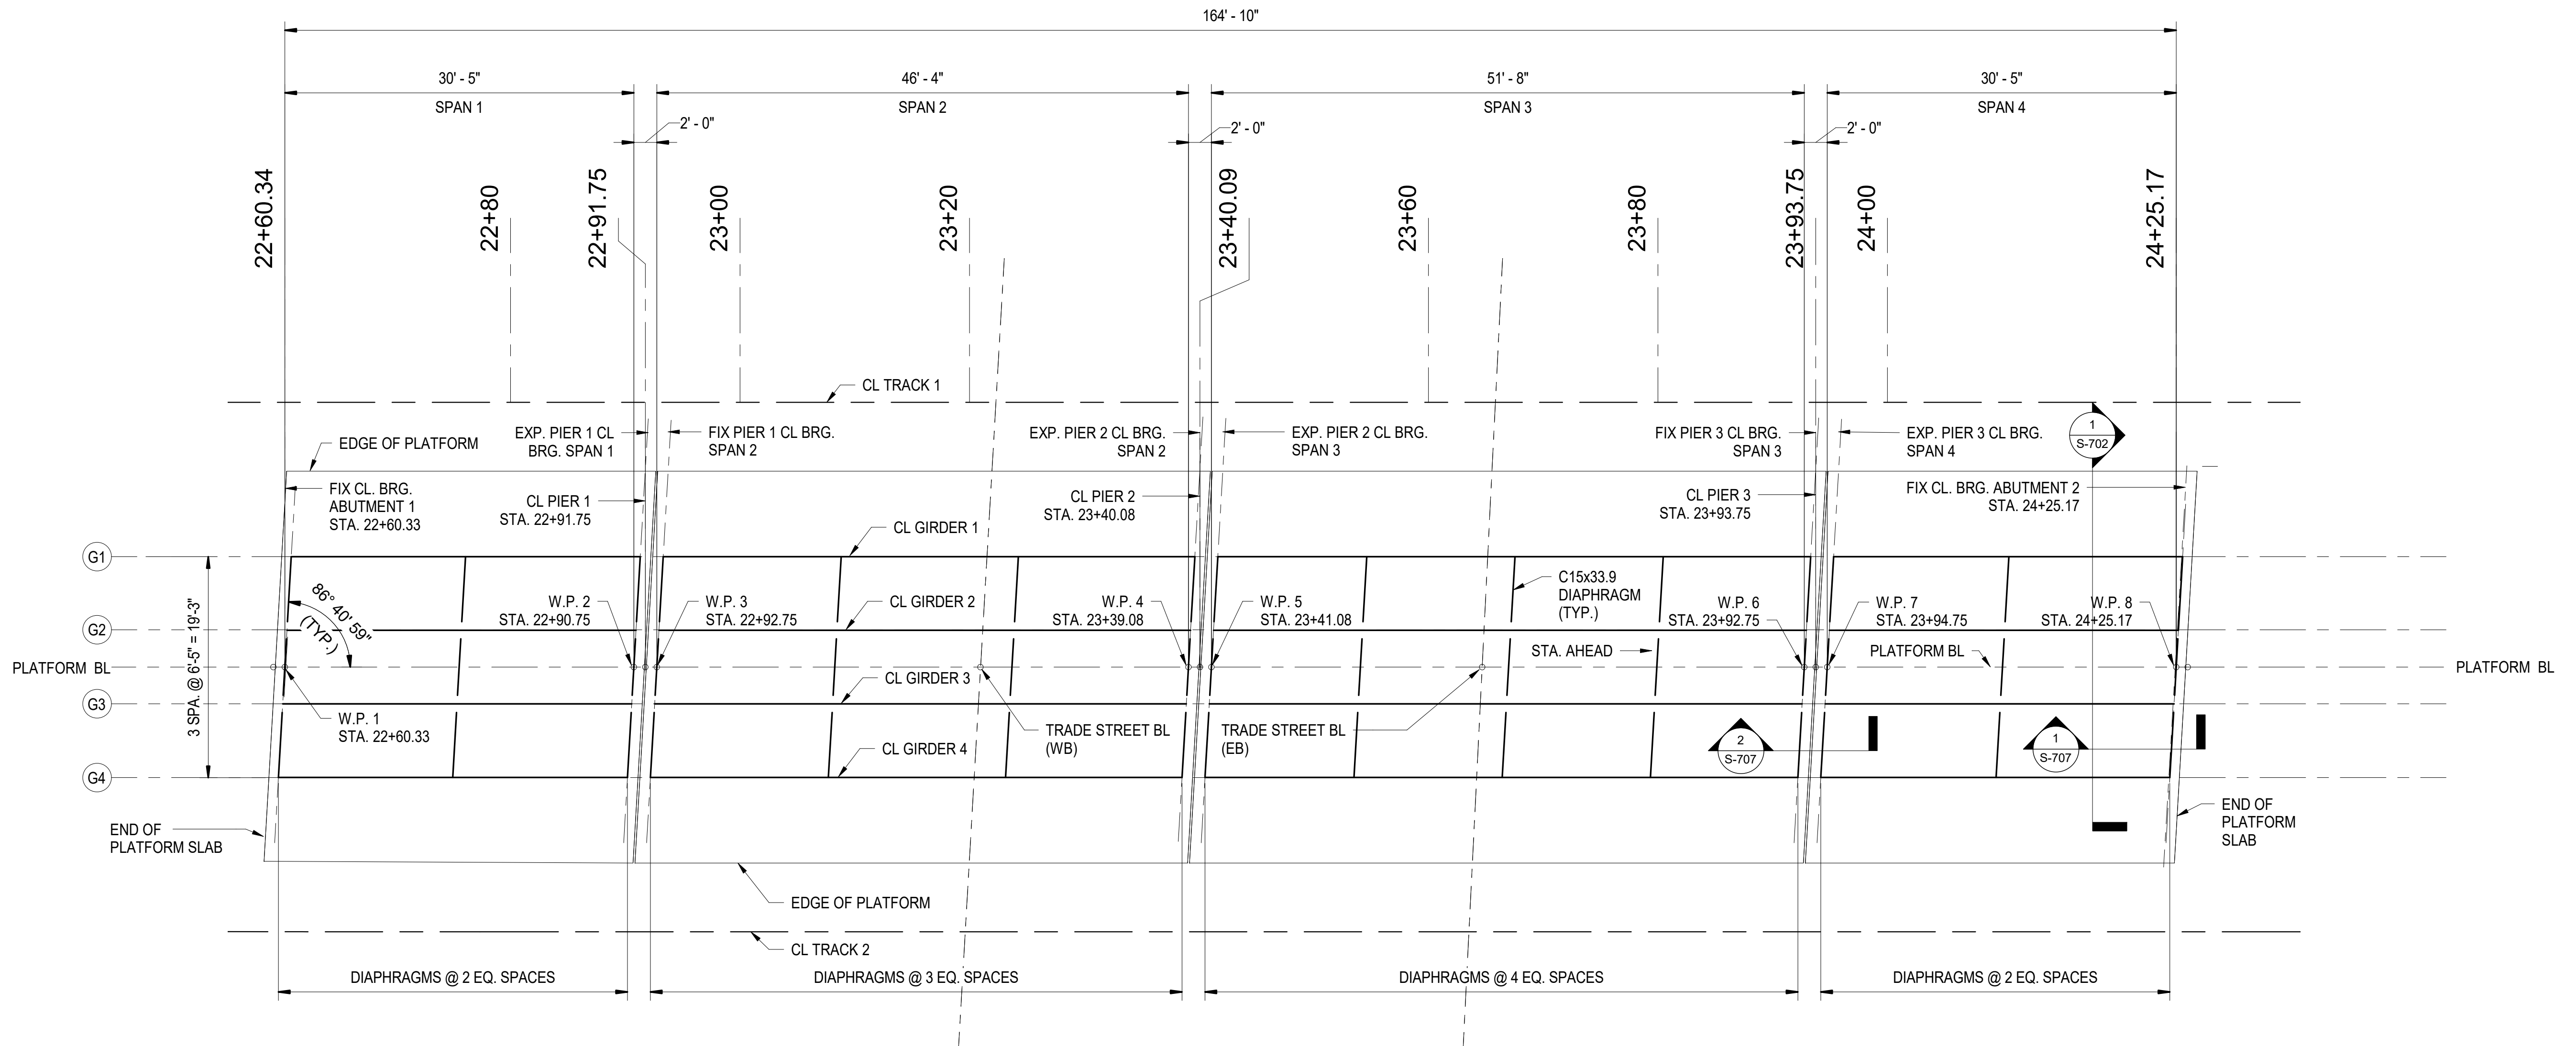 164' - 10"
30' - 5"
46' - 4"
51' - 8"
30' - 5"
SPAN 1
SPAN 2
SPAN 3
SPAN 4
2' - 0"
2' - 0"
2' - 0"
22+60.34
22+80
22+91.75
23+00
23+20
23+40.09
23+60
23+80
23+93.75
24+00
24+25.17
CL TRACK 1
EDGE OF PLATFORM
EXP. PIER 1 CL
BRG. SPAN 1
FIX PIER 1 CL BRG.
SPAN 2
EXP. PIER 2 CL BRG.
SPAN 2
EXP. PIER 2 CL BRG.
SPAN 3
FIX PIER 3 CL BRG.
SPAN 3
EXP. PIER 3 CL BRG.
SPAN 4
1
S-702
FIX CL. BRG.
ABUTMENT 1
STA. 22+60.33
CL PIER 1
STA. 22+91.75
CL PIER 2
STA. 23+40.08
CL PIER 3
STA. 23+93.75
FIX CL. BRG. ABUTMENT 2
STA. 24+25.17
CL GIRDER 1
G1
G2
PLATFORM BL
G3
G4
3 SPA. @ 6'-5" = 19'-3"
86° 40' 59"
(TYP.)
W.P. 2
STA. 22+90.75
W.P. 3
STA. 22+92.75
CL GIRDER 2
W.P. 4
STA. 23+39.08
W.P. 5
STA. 23+41.08
C15x33.9
DIAPHRAGM
(TYP.)
W.P. 6
STA. 23+92.75
W.P. 7
STA. 23+94.75
W.P. 8
STA. 24+25.17
STA. AHEAD
PLATFORM BL
PLATFORM BL
CL GIRDER 3
W.P. 1
STA. 22+60.33
TRADE STREET BL
(WB)
TRADE STREET BL
(EB)
CL GIRDER 4
2
S-707
1
S-707
END OF
PLATFORM SLAB
END OF
PLATFORM
SLAB
EDGE OF PLATFORM
CL TRACK 2
DIAPHRAGMS @ 2 EQ. SPACES
DIAPHRAGMS @ 3 EQ. SPACES
DIAPHRAGMS @ 4 EQ. SPACES
DIAPHRAGMS @ 2 EQ. SPACES